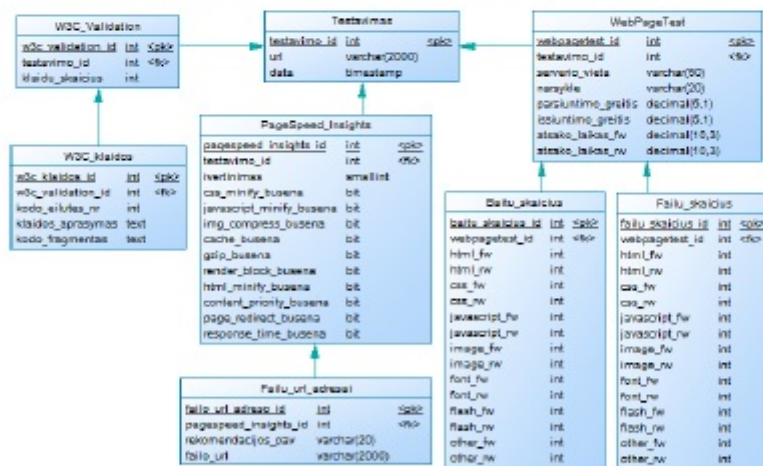 W3C_Validation
w3c_validation_id int <pk>
testavimo_id int <fk>
klaidu_skaicius int
Testavimas
testavimo_id int <pk>
url varchar(2000)
data timestamp
WebPageTest
webpagetest_id int <pk>
testavimo_id int <fk>
serverio_vieta varchar(50)
narsykle varchar(20)
parsiuntimo_greitis decimal(5,1)
issiuntimo_greitis decimal(5,1)
atsako_laikas_fw decimal(10,3)
atsako_laikas_rw decimal(10,3)
W3C_klaidos
w3c_klaidos_id int <pk>
w3c_validation_id int <fk>
kodo_eilutes_nr int
klaidos_aprasymas text
kodo_fragmentas text
PageSpeed_Insights
pagespeed_insights_id int <pk>
testavimo_id int <fk>
ivertinimas smallint
css_minify_busena bit
javascript_minify_busena bit
img_compress_busena bit
cache_busena bit
gzip_busena bit
render_block_busena bit
html_minify_busena bit
content_priority_busena bit
page_redirect_busena bit
response_time_busena bit
Baitu_skaicius
baitu_skaicius_id int <pk>
webpagetest_id int <fk>
html_fw int
html_rw int
css_fw int
css_rw int
javascript_fw int
javascript_rw int
image_fw int
image_rw int
font_fw int
font_rw int
flash_fw int
flash_rw int
other_fw int
other_rw int
Failu_skaicius
failu_skaicius_id int <pk>
webpagetest_id int <fk>
html_fw int
html_rw int
css_fw int
css_rw int
javascript_fw int
javascript_rw int
image_fw int
image_rw int
font_fw int
font_rw int
flash_fw int
flash_rw int
other_fw int
other_rw int
Failu_url_adresai
failo_url_adreso_id int <pk>
pagespeed_insights_id int <fk>
rekomendacijos_pav varchar(20)
failo_url varchar(2000)